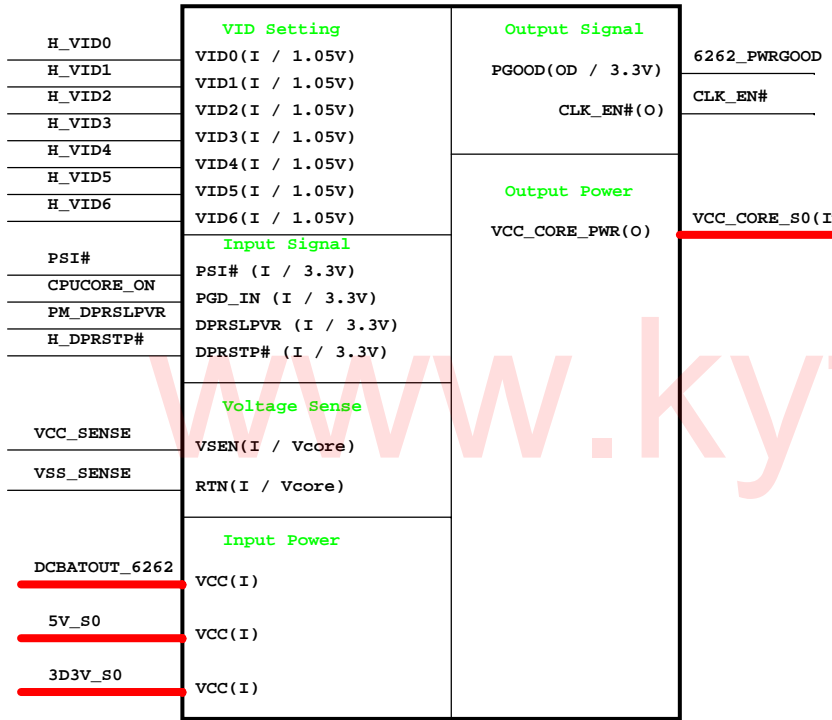 VID Setting
H_VID0
VID0(I / 1.05V)
H_VID1
VID1(I / 1.05V)
H_VID2
VID2(I / 1.05V)
H_VID3
VID3(I / 1.05V)
H_VID4
VID4(I / 1.05V)
H_VID5
VID5(I / 1.05V)
H_VID6
VID6(I / 1.05V)
Input Signal
PSI#
PSI# (I / 3.3V)
CPUCORE_ON
PGD_IN (I / 3.3V)
PM_DPRSLPVR
DPRSLPVR (I / 3.3V)
H_DPRSTP#
DPRSTP# (I / 3.3V)
Voltage Sense
VCC_SENSE
VSEN(I / Vcore)
VSS_SENSE
RTN(I / Vcore)
Input Power
DCBATOUT_6262
VCC(I)
5V_S0
VCC(I)
3D3V_S0
VCC(I)
Output Signal
PGOOD(OD / 3.3V)
6262_PWRGOOD
CLK_EN#(O)
CLK_EN#
Output Power
VCC_CORE_PWR(O)
VCC_CORE_S0(I
www.ky